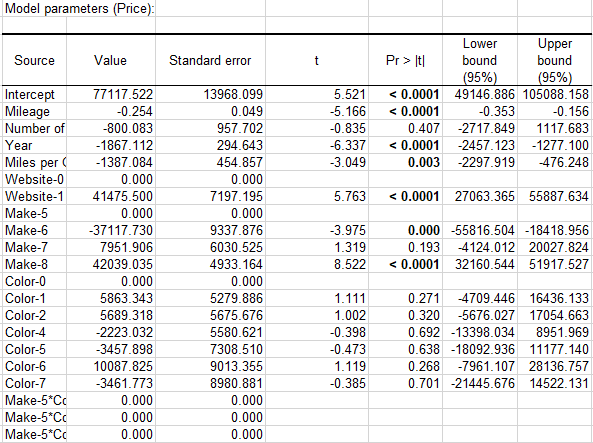 Model parameters (Price):
Source Value Standard error t Pr > |t| Lower bound (95%) Upper bound (95%)
Intercept 77117.522 13968.099 5.521 < 0.0001 49146.886 105088.158
Mileage -0.254 0.049 -5.166 < 0.0001 -0.353 -0.156
Number of -800.083 957.702 -0.835 0.407 -2717.849 1117.683
Year -1867.112 294.643 -6.337 < 0.0001 -2457.123 -1277.100
Miles per -1387.084 454.857 -3.049 0.003 -2297.919 -476.248
Website-0 0.000 0.000
Website-1 41475.500 7197.195 5.763 < 0.0001 27063.365 55887.634
Make-5 0.000 0.000
Make-6 -37117.730 9337.876 -3.975 0.000 -55816.504 -18418.956
Make-7 7951.906 6030.525 1.319 0.193 -4124.012 20027.824
Make-8 42039.035 4933.164 8.522 < 0.0001 32160.544 51917.527
Color-0 0.000 0.000
Color-1 5863.343 5279.886 1.111 0.271 -4709.446 16436.133
Color-2 5689.318 5675.676 1.002 0.320 -5676.027 17054.663
Color-4 -2223.032 5580.621 -0.398 0.692 -13398.034 8951.969
Color-5 -3457.898 7308.510 -0.473 0.638 -18092.936 11177.140
Color-6 10087.825 9013.355 1.119 0.268 -7961.107 28136.757
Color-7 -3461.773 8980.881 -0.385 0.701 -21445.676 14522.131
Make-5*Co 0.000 0.000
Make-5*Co 0.000 0.000
Make-5*Co 0.000 0.000